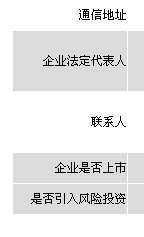 通信地址
企业法定代表人
联系人
企业是否上市
是否引入风险投资